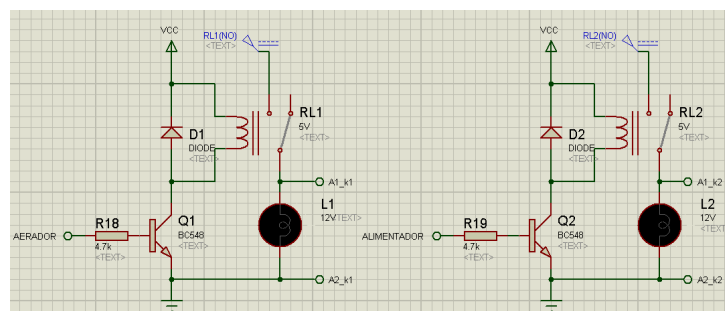 VCC
RL1(NO)
<TEXT>
RL1
5V
<TEXT>
D1
DIODE
<TEXT>
A1_k1
L1
12V
<TEXT>
AERADOR
R18
4.7k
<TEXT>
Q1
BC548
<TEXT>
A2_k1
VCC
RL2(NO)
<TEXT>
RL2
5V
<TEXT>
D2
DIODE
<TEXT>
A1_k2
L2
12V
<TEXT>
ALIMENTADOR
R19
4.7k
<TEXT>
Q2
BC548
<TEXT>
A2_k2